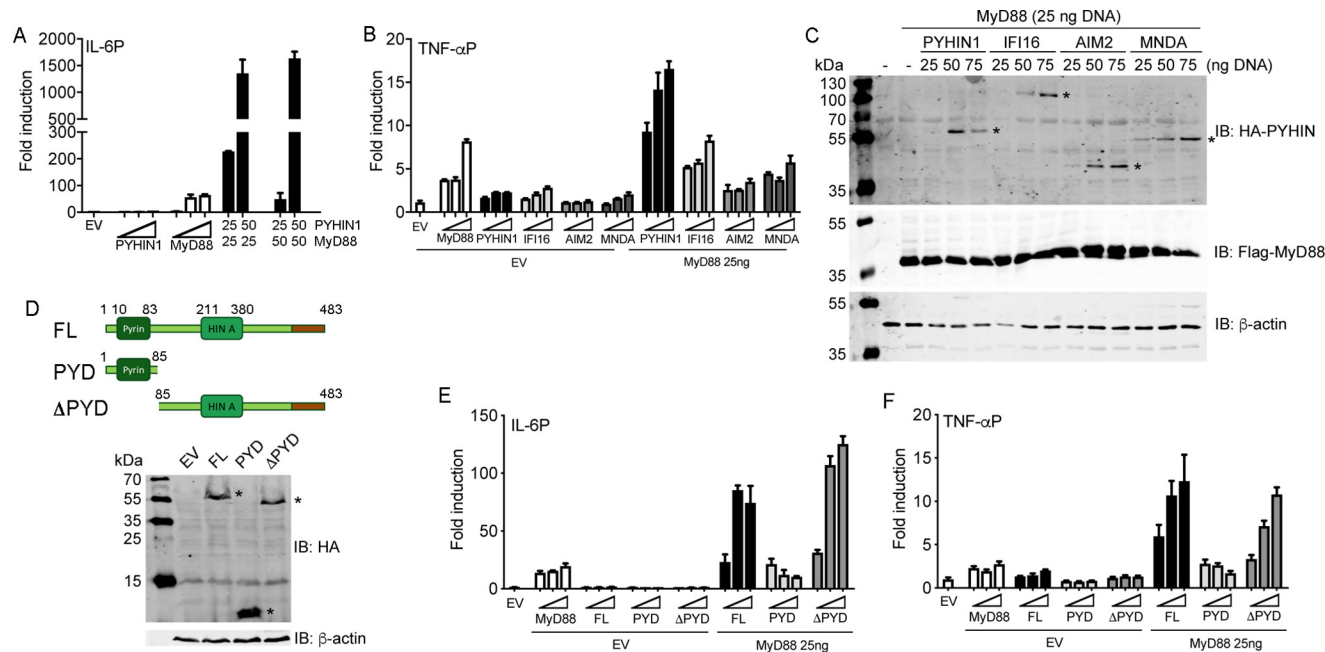 A
IL-6P
Fold induction
2000
1500
1000
500
300
200
100
0
EV
PYHIN1
MyD88
25 50 25 50 PYHIN1
25 25 50 50 MyD88
B
TNF-αP
Fold induction
20
15
10
5
0
EV
MyD88 PYHIN1 IFI16 AIM2 MNDA PYHIN1 IFI16 AIM2 MNDA
EV
MyD88 25ng
C
MyD88 (25 ng DNA)
PYHIN1 IFI16 AIM2 MNDA
kDa - - 25 50 75 25 50 75 25 50 75 25 50 75 (ng DNA)
130
100
70
55
35
*
*
*
*
IB: HA-PYHIN
55
35
IB: Flag-MyD88
55
35
IB: β-actin
D
1 10 83 211 380 483
FL Pyrin HIN A
1 85
PYD Pyrin
85 483
ΔPYD HIN A
kDa EV FL PYD ΔPYD
70
55
35
25
15
*
*
*
IB: HA
IB: β-actin
E
IL-6P
Fold induction
150
100
50
0
EV
MyD88 FL PYD ΔPYD FL PYD ΔPYD
EV
MyD88 25ng
F
TNF-αP
Fold induction
20
15
10
5
0
EV
MyD88 FL PYD ΔPYD FL PYD ΔPYD
EV
MyD88 25ng